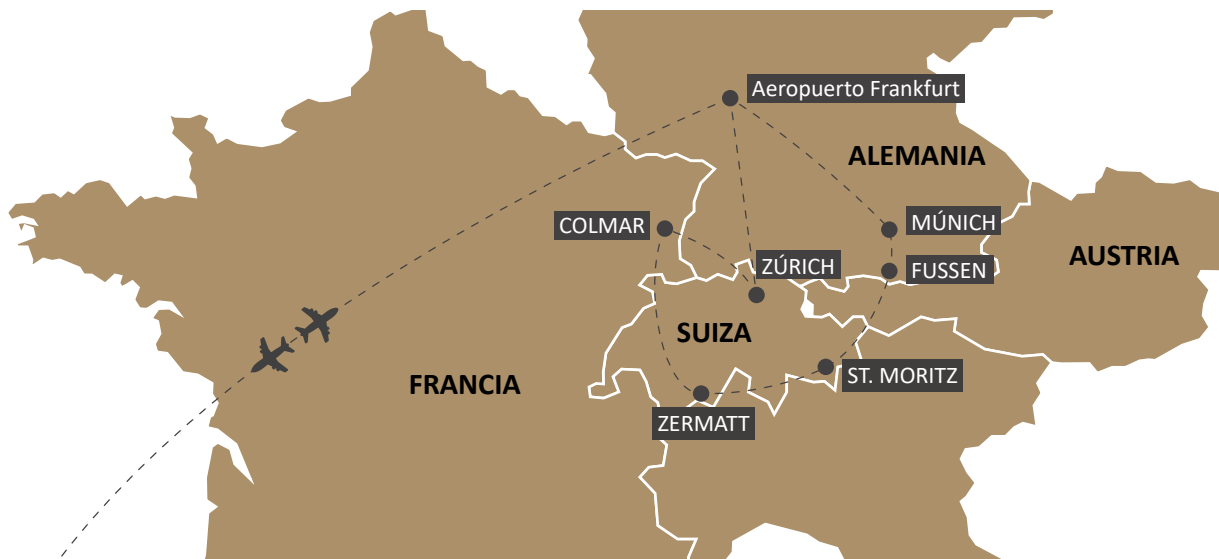 Aeropuerto Frankfurt
ALEMANIA
COLMAR
MÚNICH
AUSTRIA
ZÚRICH
FUSSEN
SUIZA
FRANCIA
ST. MORITZ
ZERMATT